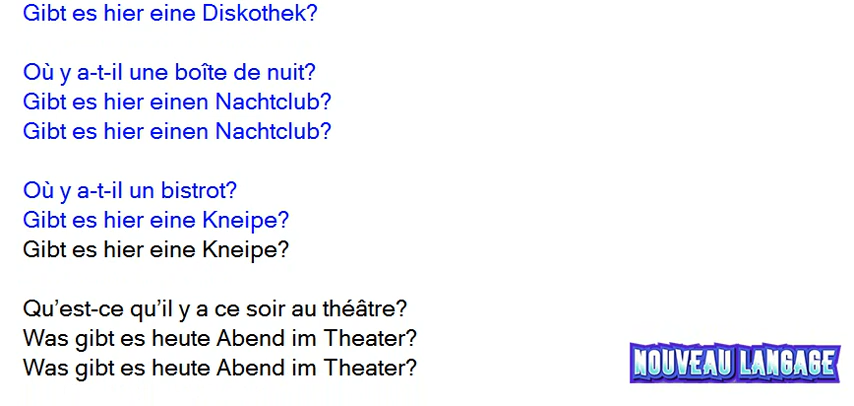 Gibt es hier eine Diskothek?
Où y a-t-il une boîte de nuit?
Gibt es hier einen Nachtclub?
Gibt es hier einen Nachtclub?
Où y a-t-il un bistrot?
Gibt es hier eine Kneipe?
Gibt es hier eine Kneipe?
Qu’est-ce qu’il y a ce soir au théâtre?
Was gibt es heute Abend im Theater?
Was gibt es heute Abend im Theater?
NOUVEAU LANGAGE